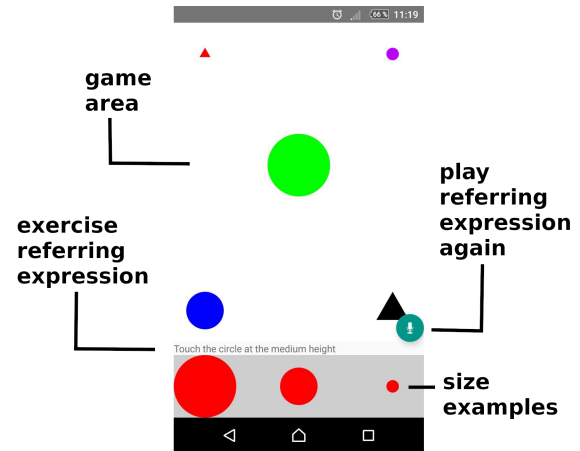 66 % 11:19
game
area
play
referring
expression
again
exercise
referring
expression
Touch the circle at the medium height
size
examples